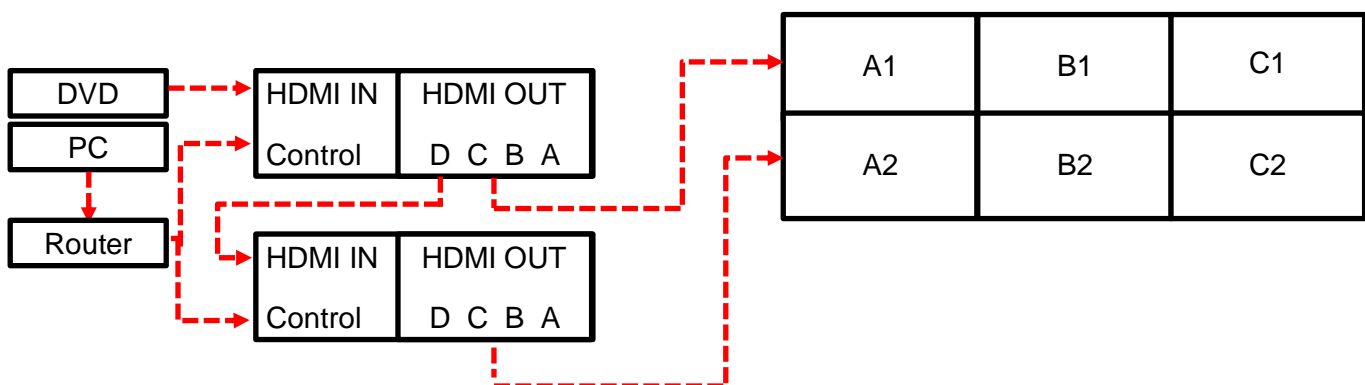 DVD
PC
Router
HDMI IN
Control
HDMI OUT
D C B A
HDMI IN
Control
HDMI OUT
D C B A
A1 B1 C1
A2 B2 C2